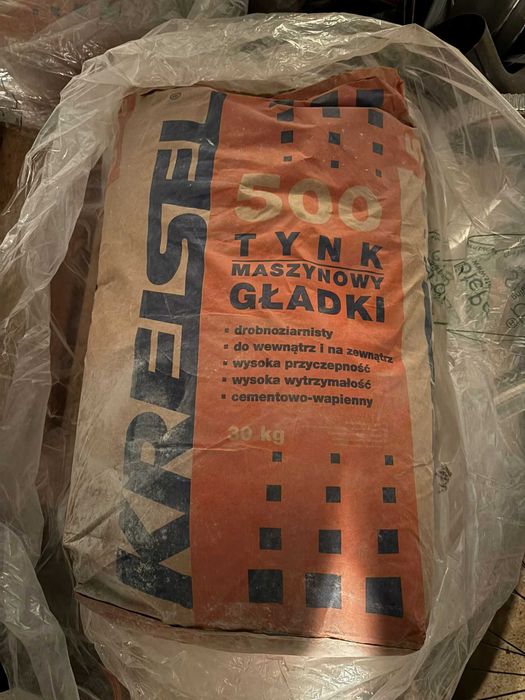 KREISEL®
500
TYNK
MASZYNOWY
GŁADKI
▪ drobnoziarnisty
▪ do wewnątrz i na zewnątrz
▪ wysoka przyczepność
▪ wysoka wytrzymałość
▪ cementowo-wapienny
30 kg